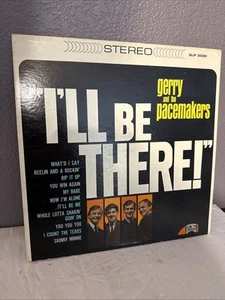 STEREO
SLP 2030
gerry
and the
pacemakers
"I'LL BE
THERE!"
WHAT'D I SAY
REELIN AND A ROCKIN'
RIP IT UP
YOU WIN AGAIN
MY BABE
NOW I'M ALONE
..IT'LL BE ME
WHOLE LOTTA SHAKIN'
GOIN' ON
YOU YOU YOU
I COUNT THE TEARS
SKINNY MINNIE